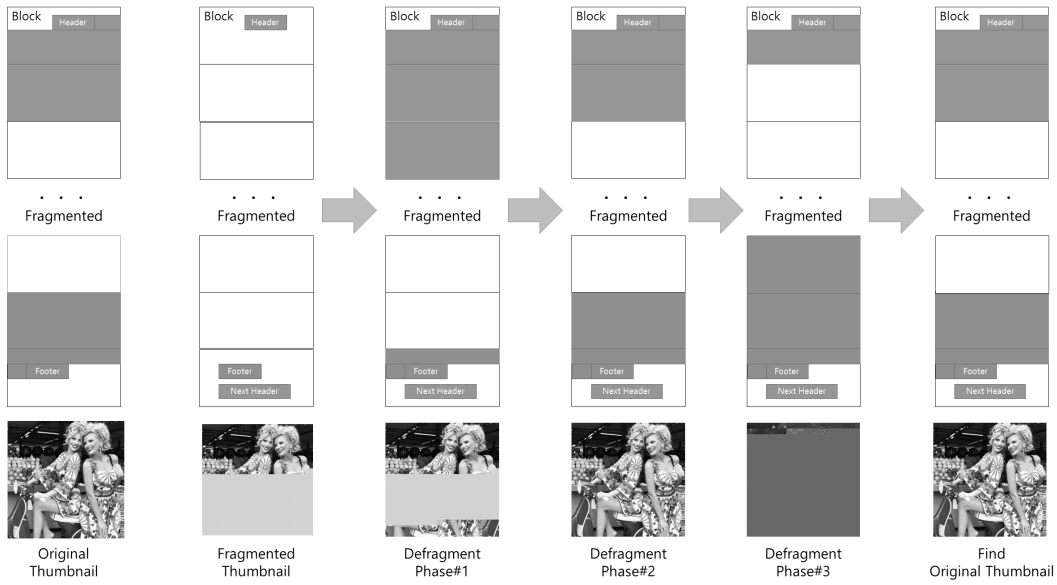 Block
Header
Block
Header
Block
Header
Block
Header
Block
Header
Block
Header
. . .
Fragmented
. . .
Fragmented
. . .
Fragmented
. . .
Fragmented
. . .
Fragmented
. . .
Fragmented
Footer
Footer
Next Header
Footer
Next Header
Footer
Next Header
Footer
Next Header
Footer
Next Header
Original
Thumbnail
Fragmented
Thumbnail
Defragment
Phase#1
Defragment
Phase#2
Defragment
Phase#3
Find
Original Thumbnail